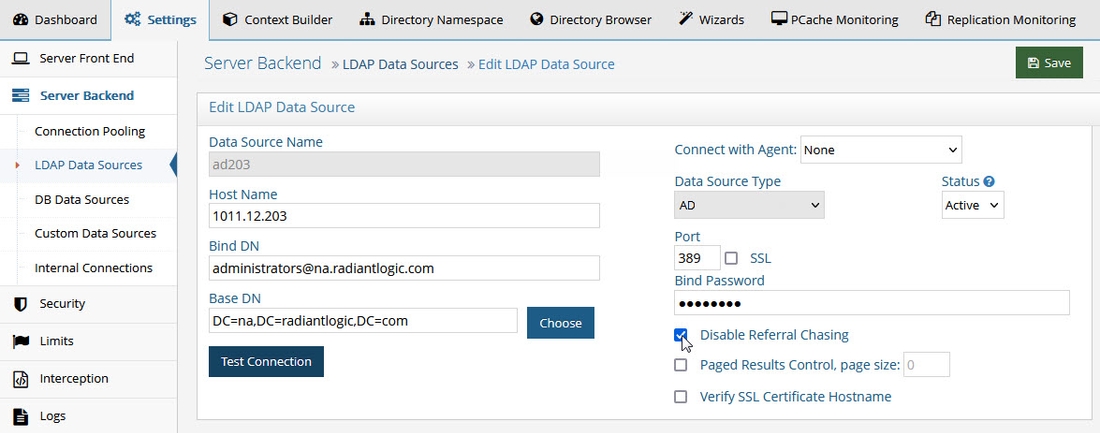 Dashboard
Settings
Context Builder
Directory Namespace
Directory Browser
Wizards
PCache Monitoring
Replication Monitoring
Server Front End
Server Backend
Connection Pooling
LDAP Data Sources
DB Data Sources
Custom Data Sources
Internal Connections
Security
Limits
Interception
Logs
Server Backend » LDAP Data Sources » Edit LDAP Data Source
Save
Edit LDAP Data Source
Data Source Name
ad203
Host Name
1011.12.203
Bind DN
administrators@na.radiantlogic.com
Base DN
DC=na,DC=radiantlogic,DC=com
Choose
Test Connection
Connect with Agent: None
Data Source Type
AD
Status ?
Active
Port
389
SSL
Bind Password
••••••••
Disable Referral Chasing
Paged Results Control, page size: 0
Verify SSL Certificate Hostname